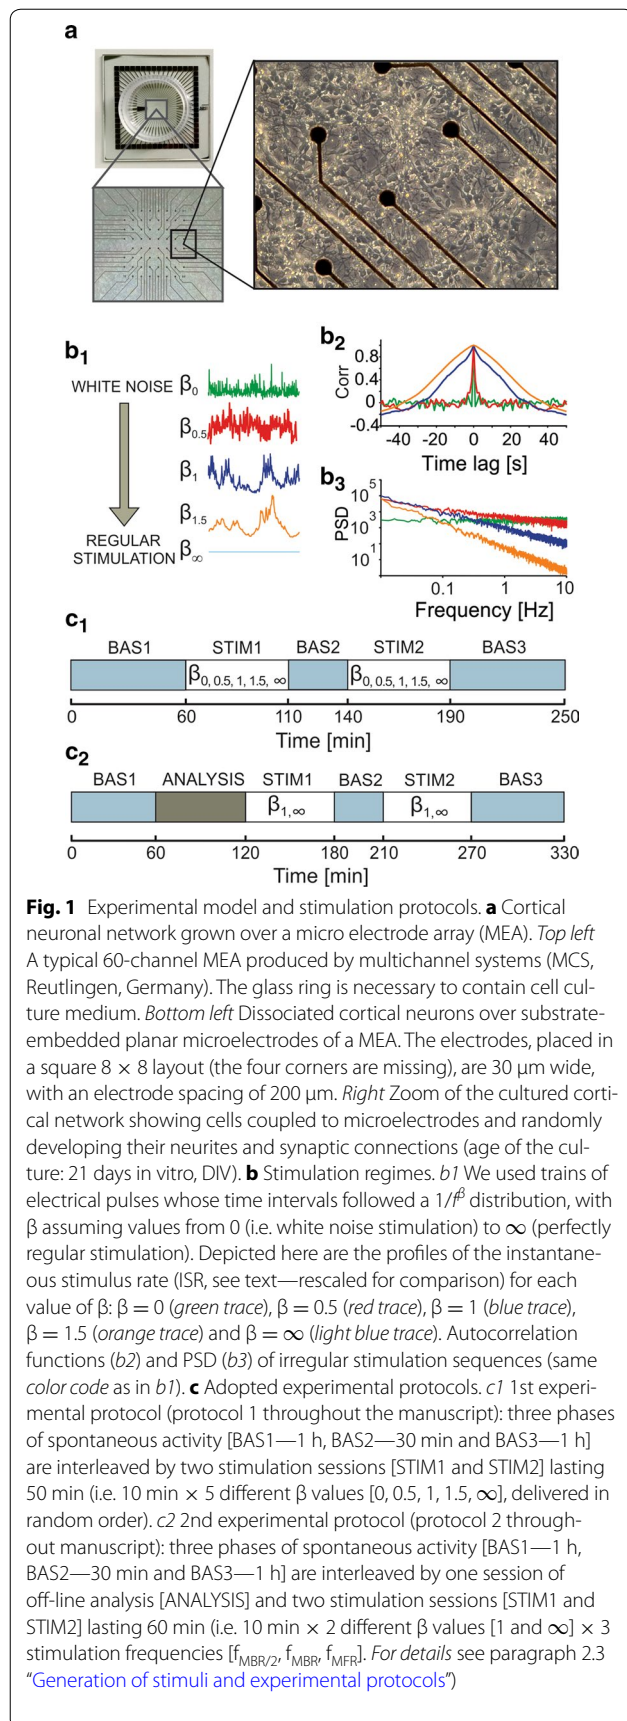 a
b1
WHITE NOISE
REGULAR
STIMULATION
β0
β0.5
β1
β1.5
β∞
b2
Corr
0.8
0.4
0
-0.4
-50 -20 0 20 50
Time lag [s]
b3
PSD
10^5
10^3
10^1
0.1 1 10
Frequency [Hz]
c1
BAS1 STIM1 BAS2 STIM2 BAS3
β0, 0.5, 1, 1.5, ∞ β0, 0.5, 1, 1.5, ∞
0 60 110 140 190 250
Time [min]
c2
BAS1 ANALYSIS STIM1 BAS2 STIM2 BAS3
β1,∞ β1,∞
0 60 120 180 210 270 330
Time [min]
Fig. 1 Experimental model and stimulation protocols. a Cortical
neuronal network grown over a micro electrode array (MEA). Top left
A typical 60-channel MEA produced by multichannel systems (MCS,
Reutlingen, Germany). The glass ring is necessary to contain cell cul-
ture medium. Bottom left Dissociated cortical neurons over substrate-
embedded planar microelectrodes of a MEA. The electrodes, placed in
a square 8 × 8 layout (the four corners are missing), are 30 μm wide,
with an electrode spacing of 200 μm. Right Zoom of the cultured corti-
cal network showing cells coupled to microelectrodes and randomly
developing their neurites and synaptic connections (age of the cul-
ture: 21 days in vitro, DIV). b Stimulation regimes. b1 We used trains of
electrical pulses whose time intervals followed a 1/f^β distribution, with
β assuming values from 0 (i.e. white noise stimulation) to ∞ (perfectly
regular stimulation). Depicted here are the profiles of the instantane-
ous stimulus rate (ISR, see text—rescaled for comparison) for each
value of β: β = 0 (green trace), β = 0.5 (red trace), β = 1 (blue trace),
β = 1.5 (orange trace) and β = ∞ (light blue trace). Autocorrelation
functions (b2) and PSD (b3) of irregular stimulation sequences (same
color code as in b1). c Adopted experimental protocols. c1 1st experi-
mental protocol (protocol 1 throughout the manuscript): three phases
of spontaneous activity [BAS1—1 h, BAS2—30 min and BAS3—1 h]
are interleaved by two stimulation sessions [STIM1 and STIM2] lasting
50 min (i.e. 10 min × 5 different β values [0, 0.5, 1, 1.5, ∞], delivered in
random order). c2 2nd experimental protocol (protocol 2 through-
out manuscript): three phases of spontaneous activity [BAS1—1 h,
BAS2—30 min and BAS3—1 h] are interleaved by one session of
off-line analysis [ANALYSIS] and two stimulation sessions [STIM1 and
STIM2] lasting 60 min (i.e. 10 min × 2 different β values [1 and ∞] × 3
stimulation frequencies [fMBR/2, fMBR, fMFR]. For details see paragraph 2.3
“Generation of stimuli and experimental protocols”)